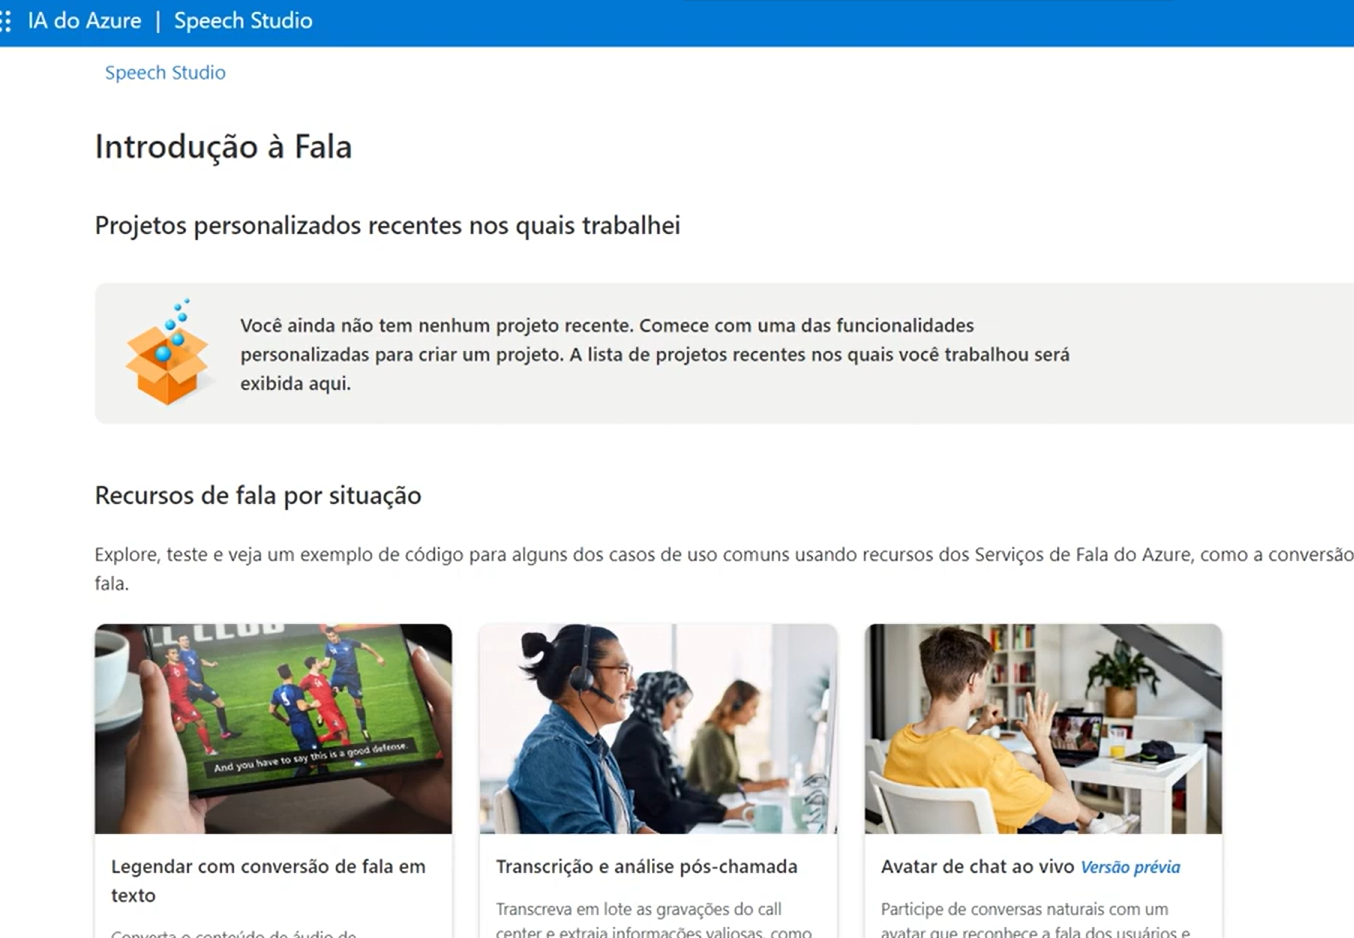 IA do Azure | Speech Studio
Speech Studio
Introdução à Fala
Projetos personalizados recentes nos quais trabalhei
Você ainda não tem nenhum projeto recente. Comece com uma das funcionalidades
personalizadas para criar um projeto. A lista de projetos recentes nos quais você trabalhou será
exibida aqui.
Recursos de fala por situação
Explore, teste e veja um exemplo de código para alguns dos casos de uso comuns usando recursos dos Serviços de Fala do Azure, como a conversão
fala.
CLUB
And you have to say this is a good defense.
Legendar com conversão de fala em
texto
Converta o conteúdo de áudio de
Transcrição e análise pós-chamada
Transcreva em lote as gravações do call
center e extraia informações valiosas, como
Avatar de chat ao vivo Versão prévia
Participe de conversas naturais com um
avatar que reconhece a fala dos usuários e